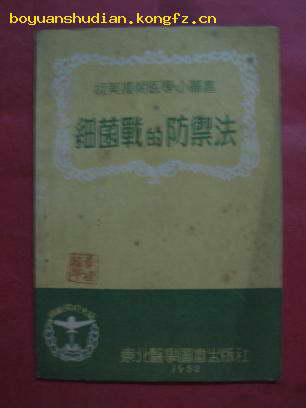 boyuanshudian.kongfz.cn
抗美援朝医學小叢書
細菌戰的防禦法
東北醫學圖書出版社
1952